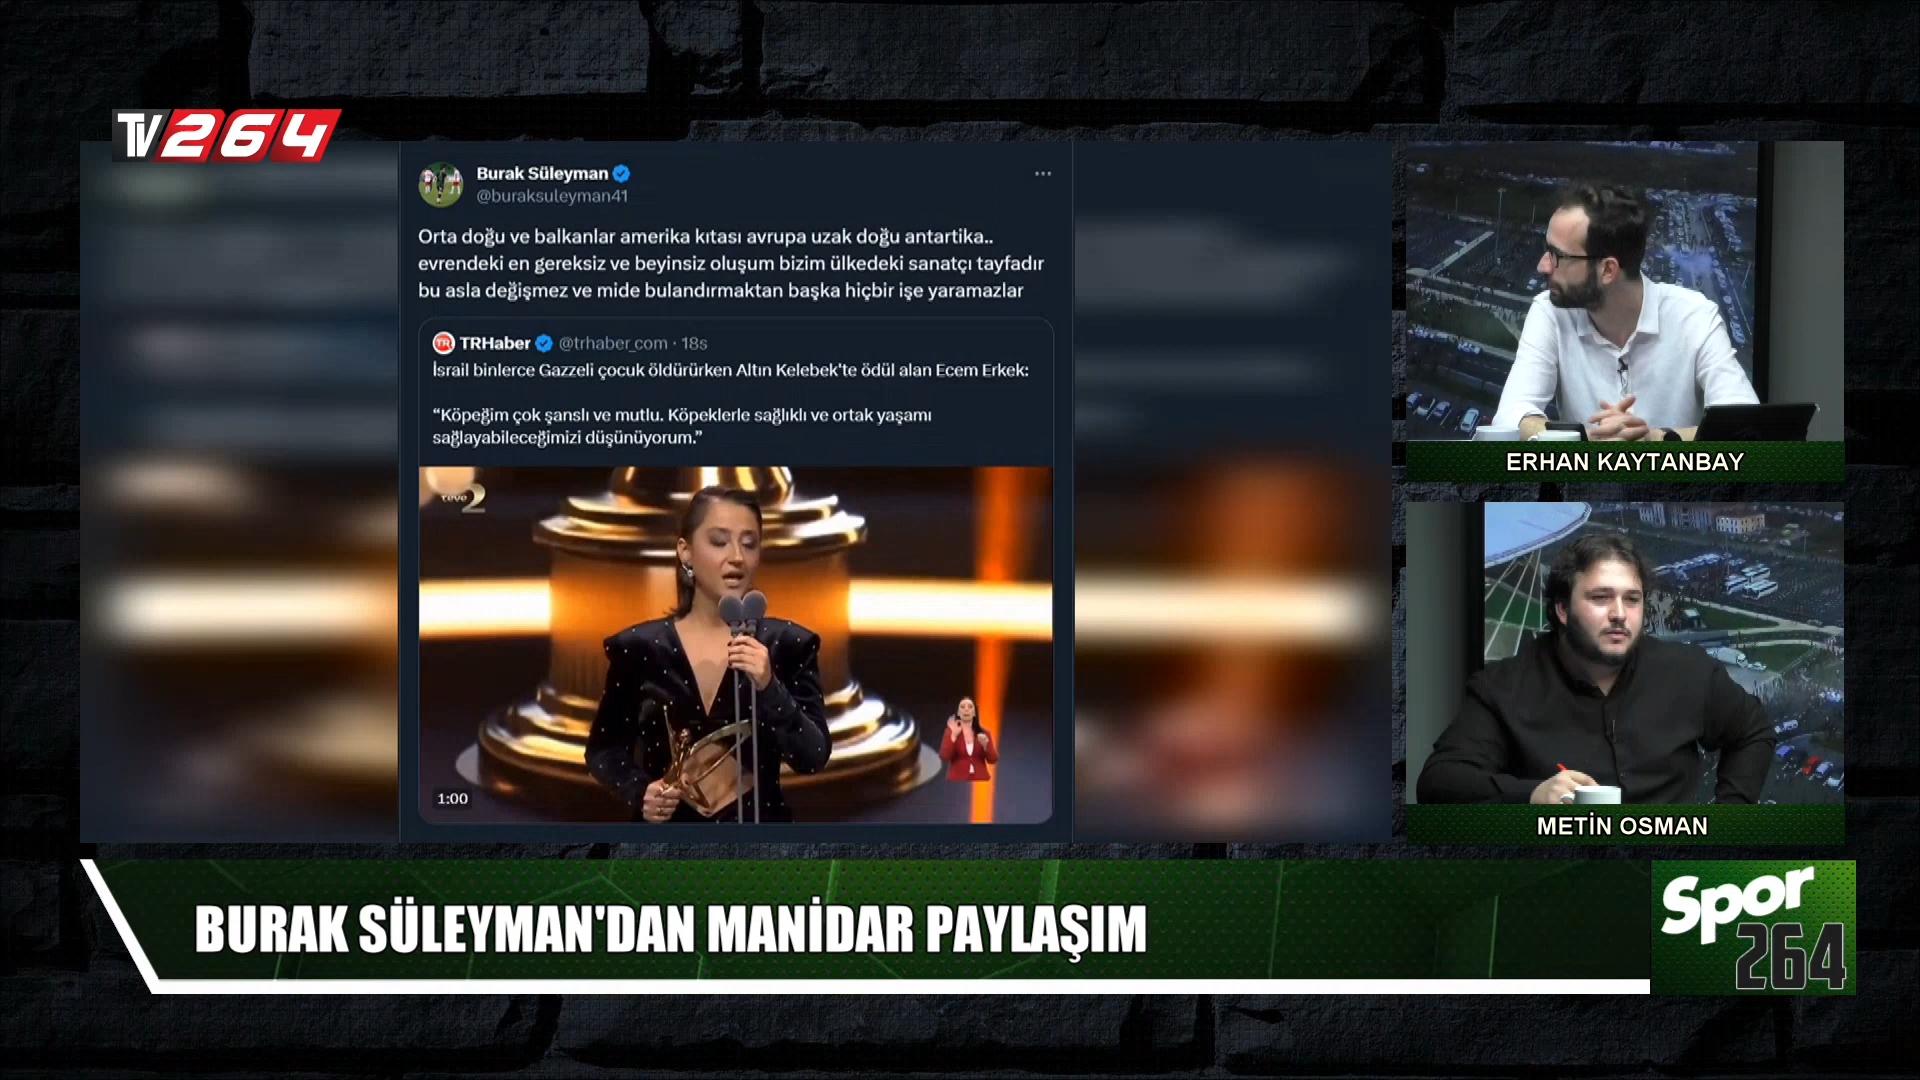 TV264
Burak Süleyman
@buraksuleyman41
Orta doğu ve balkanlar amerika kıtası avrupa uzak doğu antartika..
evrendeki en gereksiz ve beyinsiz oluşum bizim ülkedeki sanatçı tayfadır
bu asla değişmez ve mide bulandırmaktan başka hiçbir işe yaramazlar
TR TRHaber @trhaber_com · 18s
İsrail binlerce Gazzeli çocuk öldürürken Altın Kelebek'te ödül alan Ecem Erkek:
“Köpeğim çok şanslı ve mutlu. Köpeklerle sağlıklı ve ortak yaşamı
sağlayabileceğimizi düşünüyorum.”
teve2
1:00
ERHAN KAYTANBAY
METİN OSMAN
BURAK SÜLEYMAN'DAN MANİDAR PAYLAŞIM
Spor
264